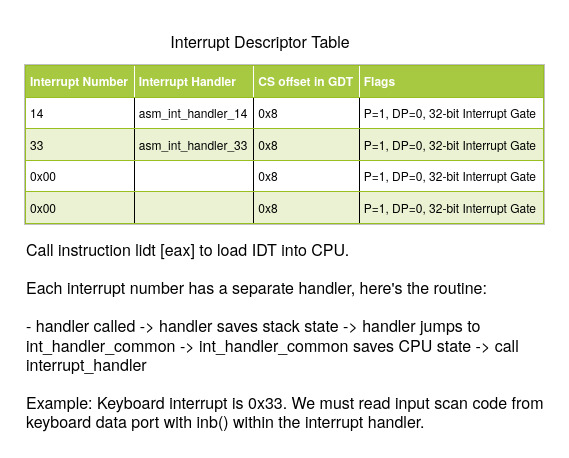 Interrupt Descriptor Table
Interrupt Number Interrupt Handler CS offset in GDT Flags
14 asm_int_handler_14 0x8 P=1, DP=0, 32-bit Interrupt Gate
33 asm_int_handler_33 0x8 P=1, DP=0, 32-bit Interrupt Gate
0x00 0x8 P=1, DP=0, 32-bit Interrupt Gate
0x00 0x8 P=1, DP=0, 32-bit Interrupt Gate
Call instruction lidt [eax] to load IDT into CPU.
Each interrupt number has a separate handler, here's the routine:
- handler called -> handler saves stack state -> handler jumps to
int_handler_common -> int_handler_common saves CPU state -> call
interrupt_handler
Example: Keyboard interrupt is 0x33. We must read input scan code from
keyboard data port with inb() within the interrupt handler.